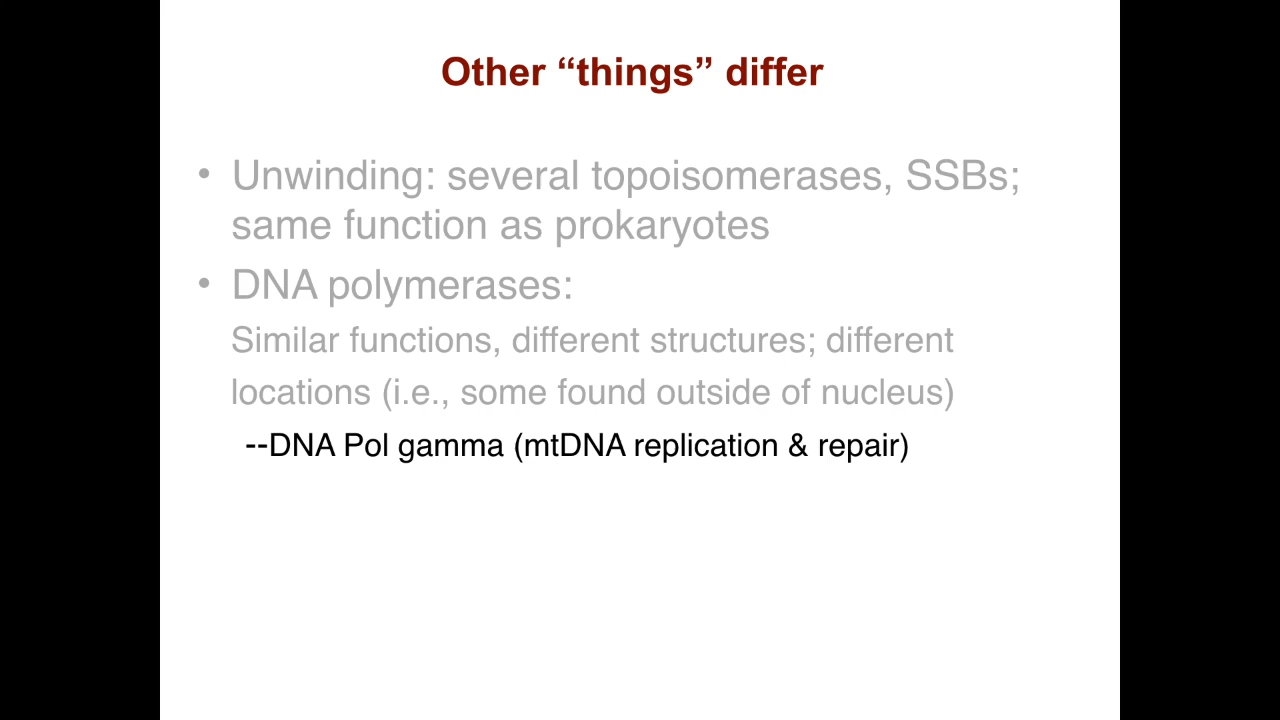 Other “things” differ
• Unwinding: several topoisomerases, SSBs;
same function as prokaryotes
• DNA polymerases:
Similar functions, different structures; different
locations (i.e., some found outside of nucleus)
--DNA Pol gamma (mtDNA replication & repair)